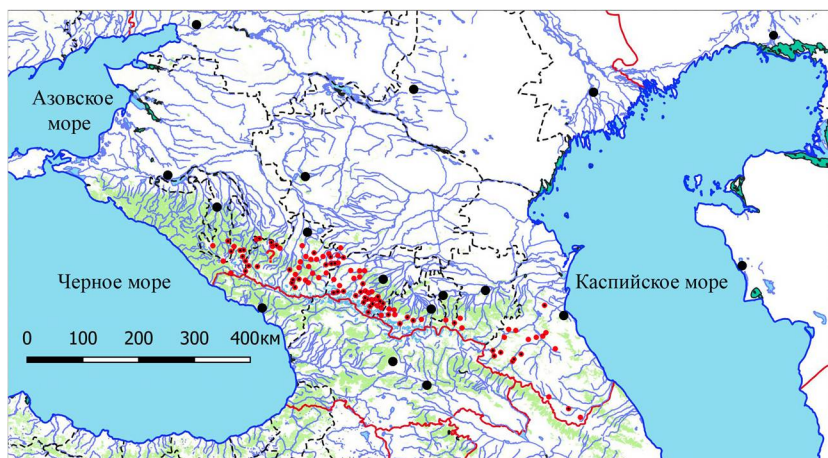 Азовское
море
Черное море
Каспийское море
0 100 200 300 400км
?